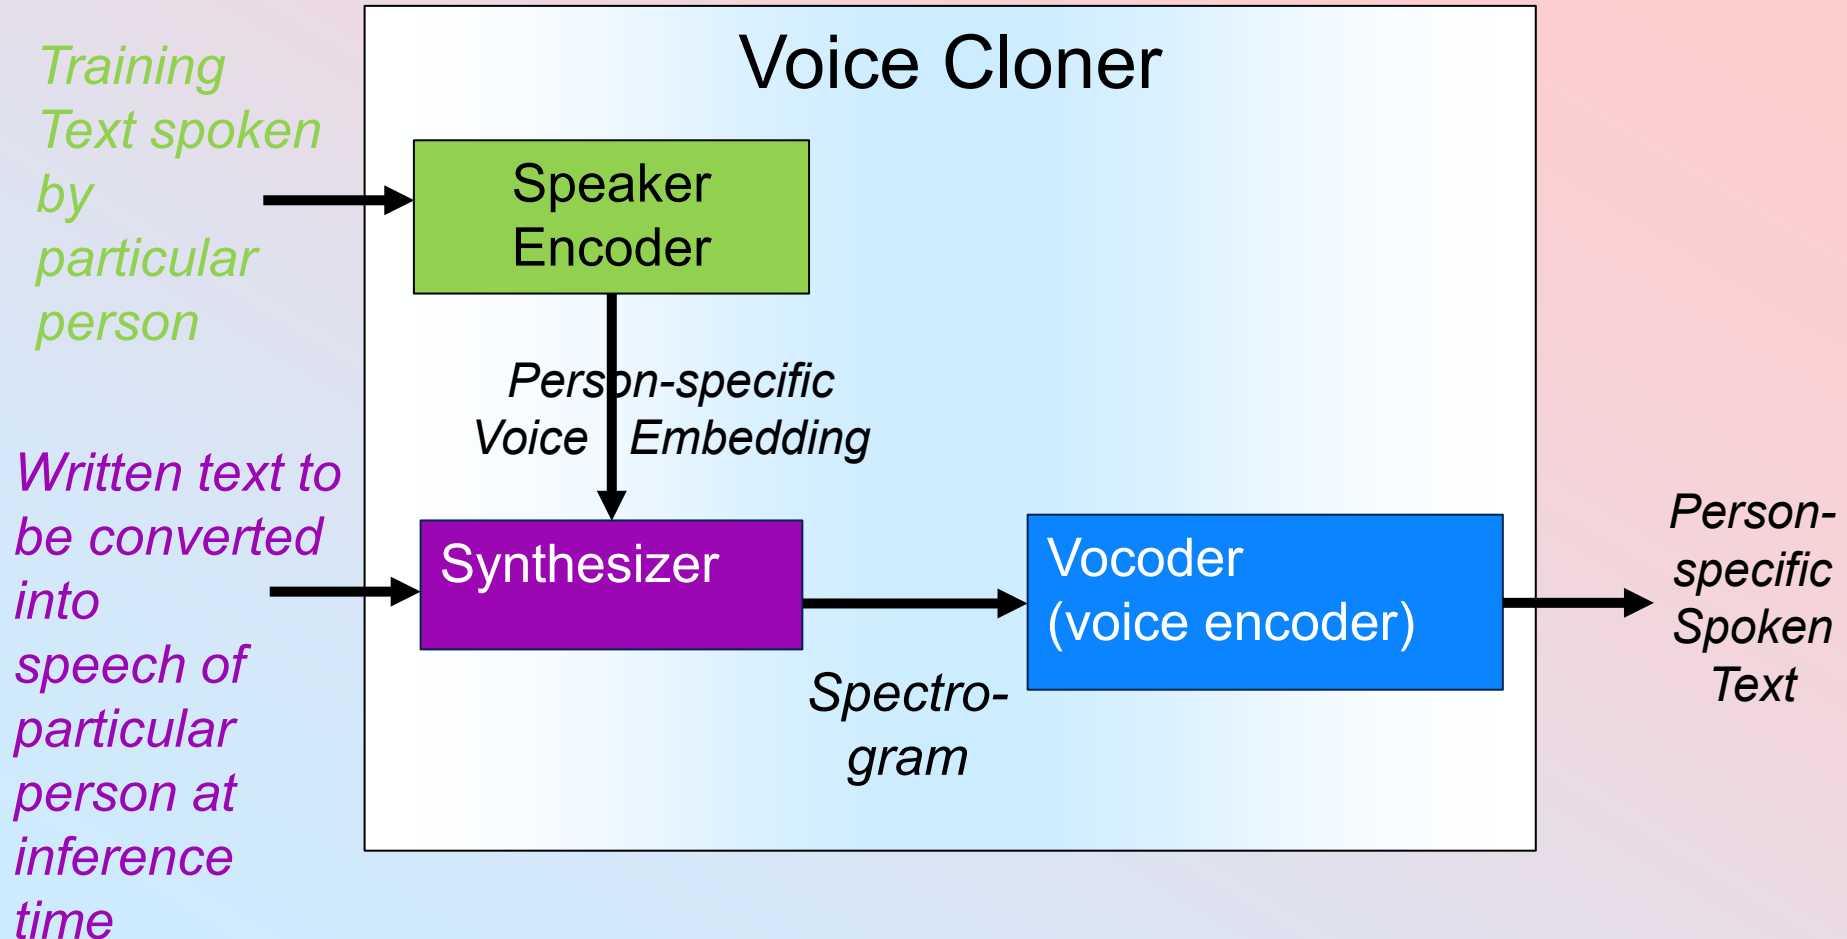 Voice Cloner
Training
Text spoken
by
particular
person
Speaker
Encoder
Person-specific
Voice Embedding
Written text to
be converted
into
speech of
particular
person at
inference
time
Synthesizer
Spectro-
gram
Vocoder
(voice encoder)
Person-
specific
Spoken
Text